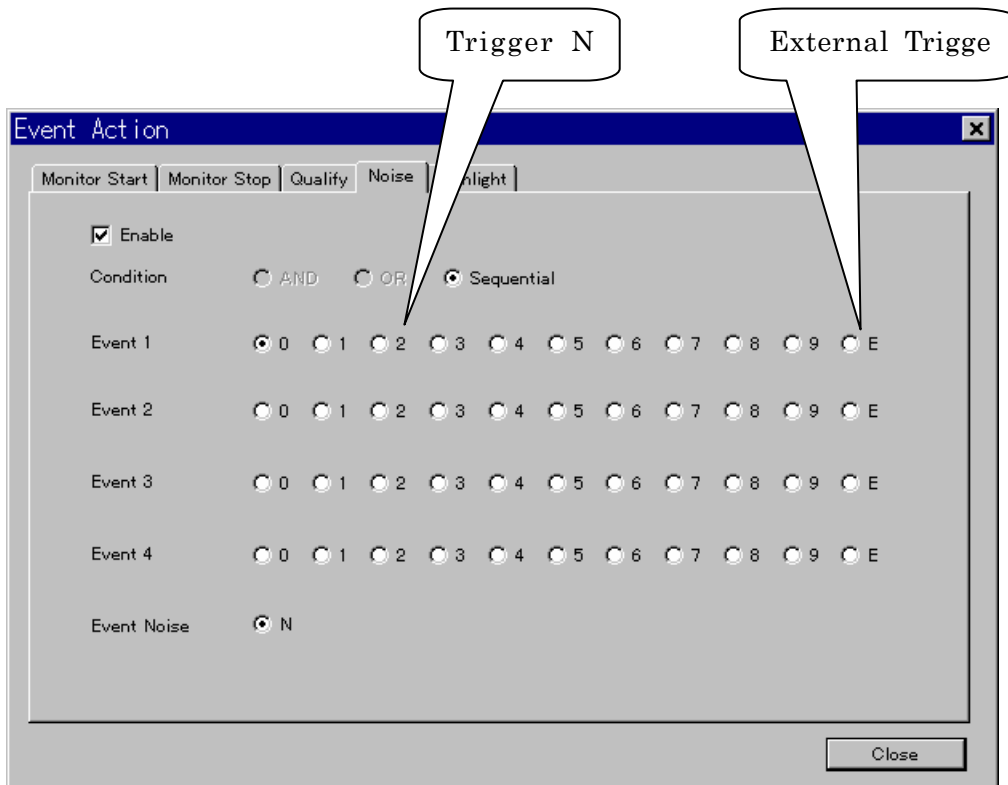 Trigger N
External Trigge
Event Action
Monitor Start Monitor Stop Qualify Noise nlight
Enable
Condition AND OR Sequential
Event 1 0 1 2 3 4 5 6 7 8 9 E
Event 2 0 1 2 3 4 5 6 7 8 9 E
Event 3 0 1 2 3 4 5 6 7 8 9 E
Event 4 0 1 2 3 4 5 6 7 8 9 E
Event Noise N
Close